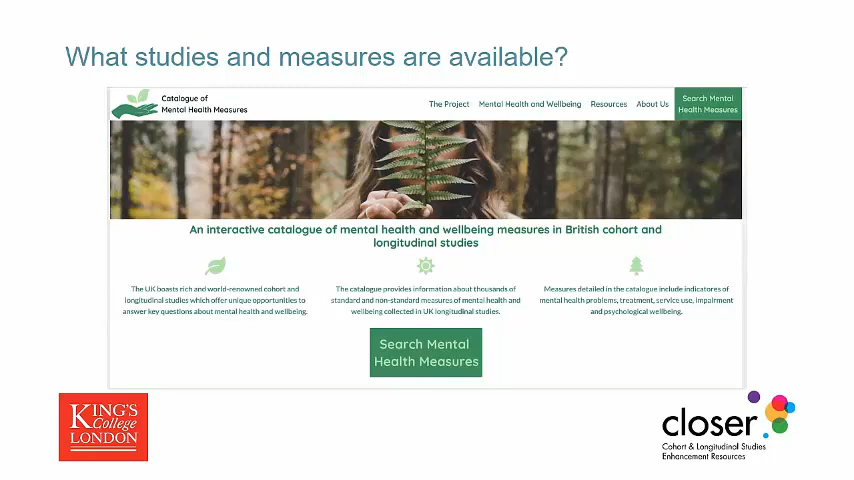 What studies and measures are available?
Catalogue of
Mental Health Measures
The Project
Mental Health and Wellbeing
Resources
About Us
Search Mental
Health Measures
An interactive catalogue of mental health and wellbeing measures in British cohort and
longitudinal studies
The UK boasts rich and world-renowned cohort and
longitudinal studies which offer unique opportunities to
answer key questions about mental health and wellbeing.
The catalogue provides information about thousands of
standard and non-standard measures of mental health and
wellbeing collected in UK longitudinal studies.
Measures detailed in the catalogue include indicatores of
mental health problems, treatment, service use, impairment
and psychological wellbeing.
Search Mental
Health Measures
KING'S
College
LONDON
closer
Cohort & Longitudinal Studies
Enhancement Resources